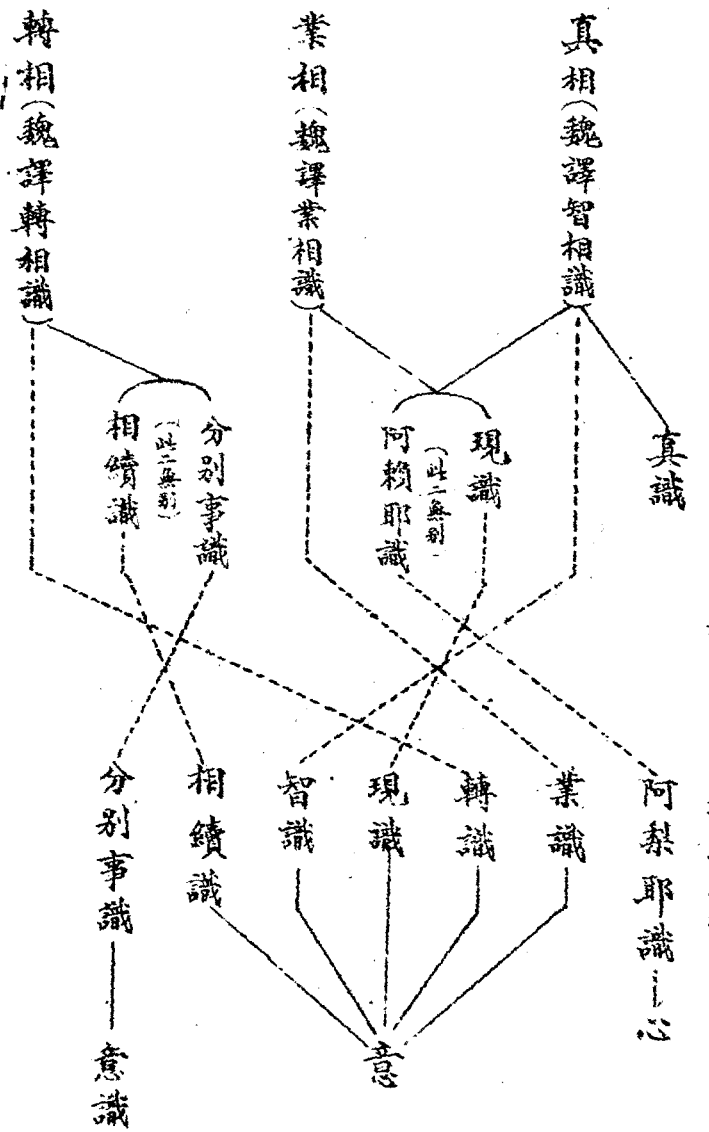 真相（魏譯智相識）
業相（魏譯業相識）
轉相（魏譯轉相識）
真識
現識
（此二無別）
阿賴耶識
分別事識
（此二無別）
相續識
阿梨耶識—心
業識
轉識
現識
智識
相續識
分別事識—意識
意